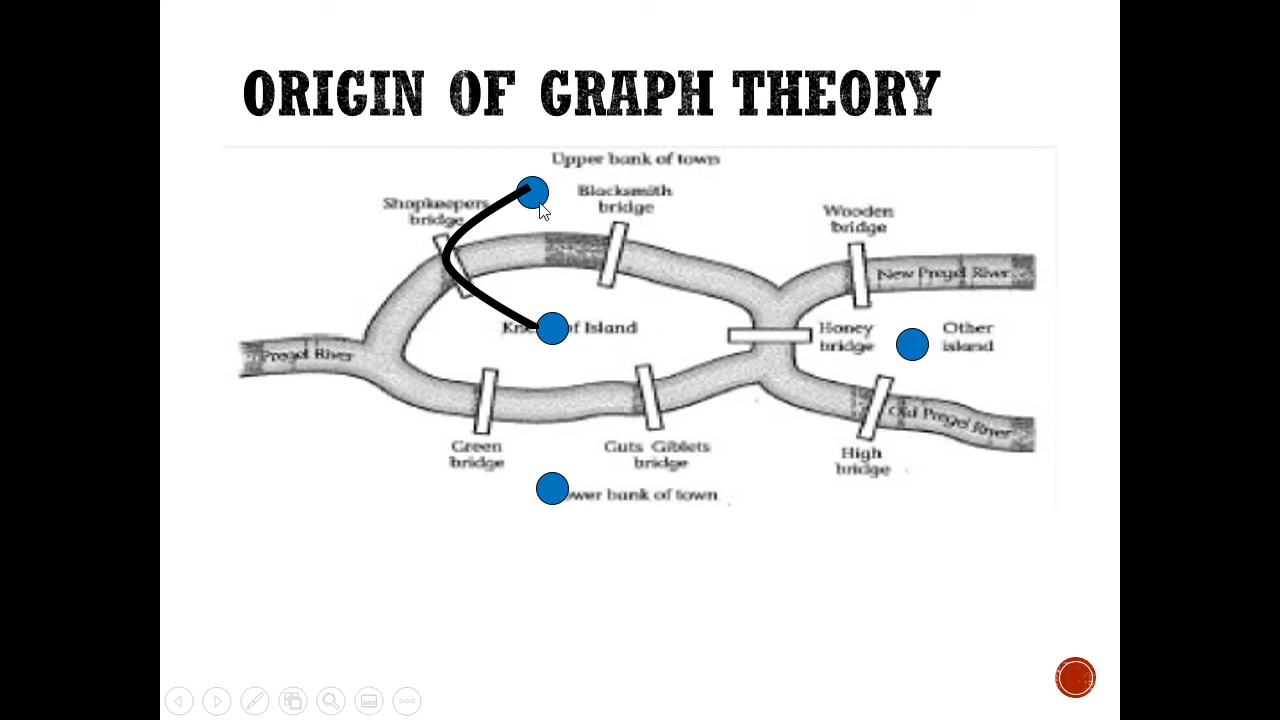 ORIGIN OF GRAPH THEORY
Upper bank of town
Shopkeepers
bridge
Blacksmith
bridge
Wooden
bridge
New Pregel River
of Island
Honey
bridge
Other
island
Pregel River
Old Pregel River
Green
bridge
Guts Giblets
bridge
High
bridge
ower bank of town